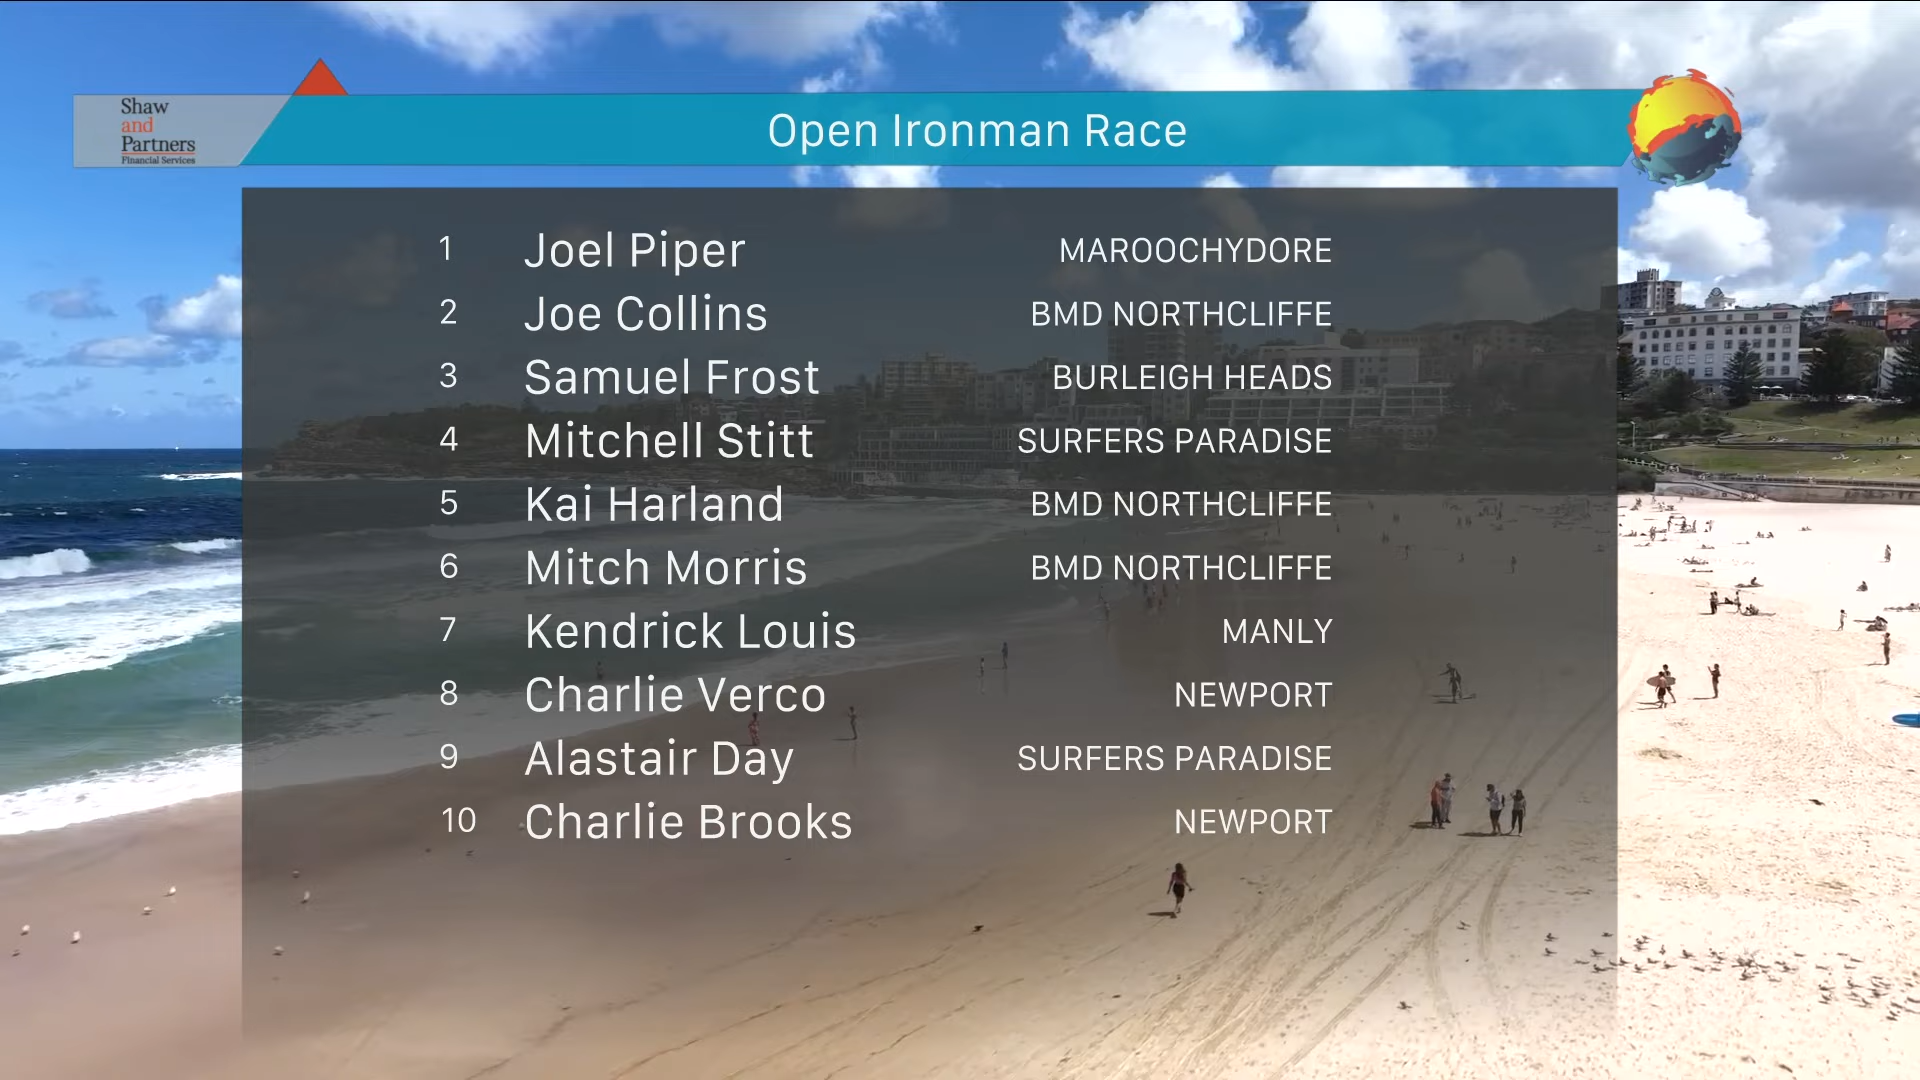 Shaw
and
Partners
Financial Services
Open Ironman Race
1 Joel Piper MAROOCHYDORE
2 Joe Collins BMD NORTHCLIFFE
3 Samuel Frost BURLEIGH HEADS
4 Mitchell Stitt SURFERS PARADISE
5 Kai Harland BMD NORTHCLIFFE
6 Mitch Morris BMD NORTHCLIFFE
7 Kendrick Louis MANLY
8 Charlie Verco NEWPORT
9 Alastair Day SURFERS PARADISE
10 Charlie Brooks NEWPORT